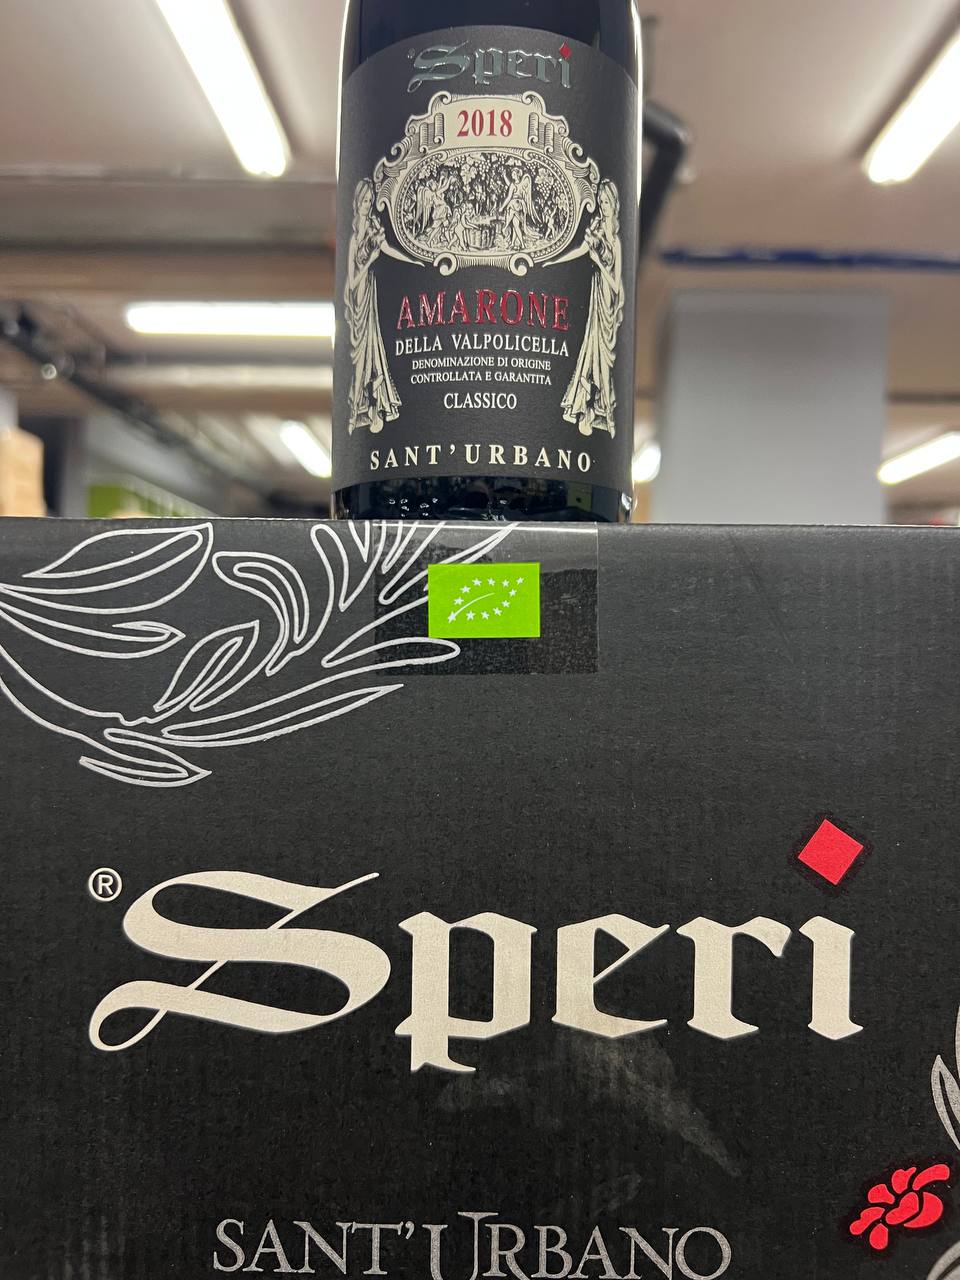 Speri
2018
AMARONE
DELLA VALPOLICELLA
DENOMINAZIONE DI ORIGINE
CONTROLLATA E GARANTITA
CLASSICO
SANT'URBANO
® Speri
SANT'URBANO